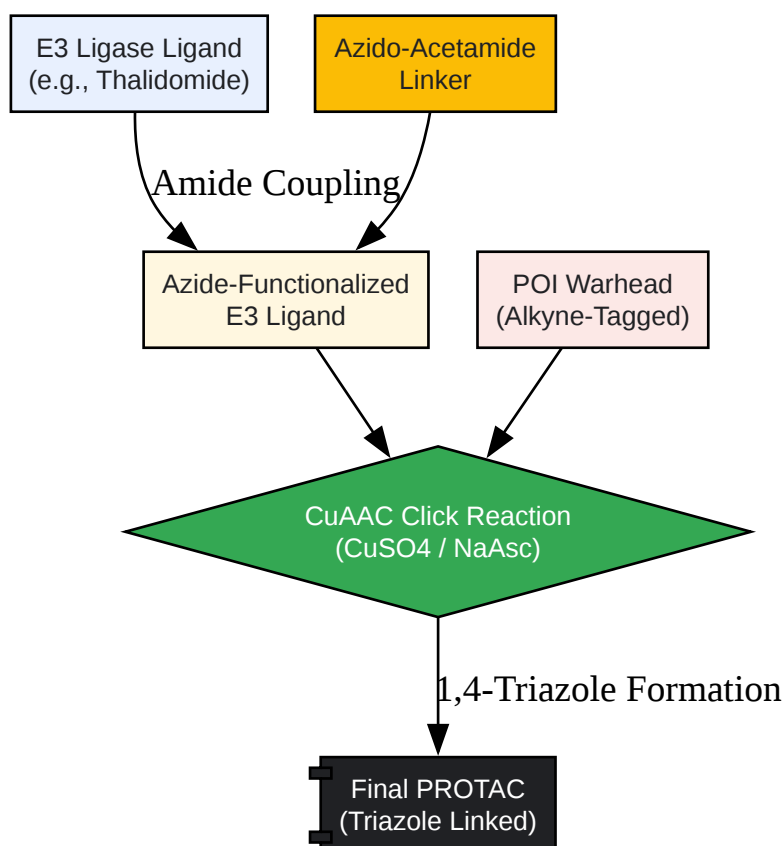 E3 Ligase Ligand
(e.g., Thalidomide)
Azido-Acetamide
Linker
Amide Coupling
Azide-Functionalized
E3 Ligand
POI Warhead
(Alkyne-Tagged)
CuAAC Click Reaction
(CuSO4 / NaAsc)
1,4-Triazole Formation
Final PROTAC
(Triazole Linked)